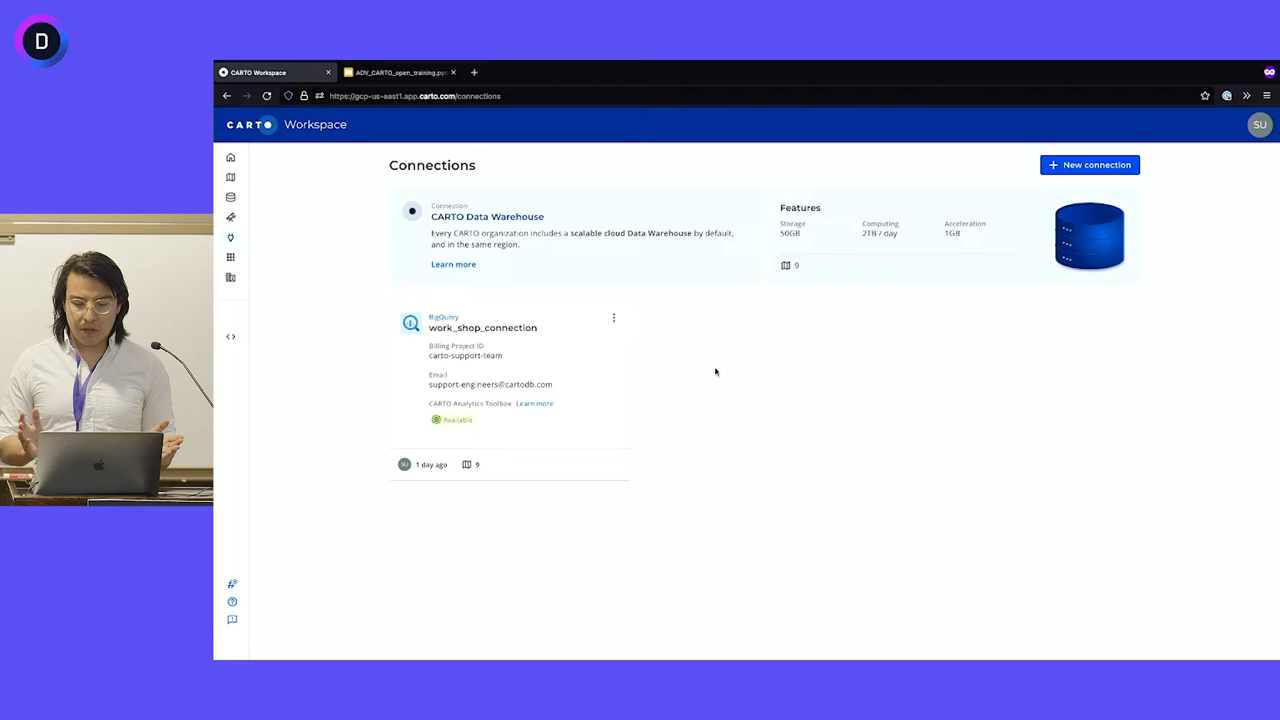 D
CARTO Workspace
ADV_CARTO_open_training.ppt
https://gcp-us-east1.app.carto.com/connections
CARTO Workspace
SU
Connections
New connection
Connection
CARTO Data Warehouse
Every CARTO organization includes a scalable cloud Data Warehouse by default,
and in the same region.
Learn more
Features
Storage Computing Acceleration
50GB 2TB / day 1GB
9
BigQuery
work_shop_connection
Billing Project ID
carto-support-team
Email
support-engineers@cartodb.com
CARTO Analytics Toolbox Learn more
Available
SU 1 day ago 9